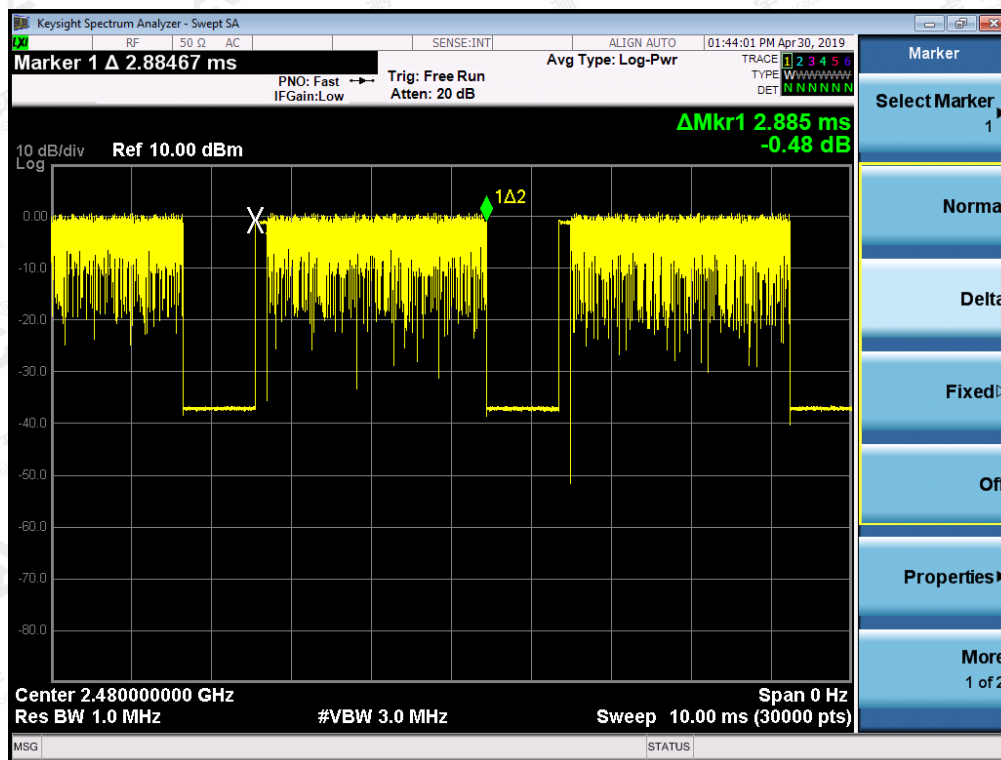 Keysight Spectrum Analyzer - Swept SA
LXI RF 50 Ω AC SENSE:INT ALIGN AUTO 01:44:01 PM Apr 30, 2019
Marker 1 Δ 2.88467 ms
PNO: Fast
IFGain:Low
Trig: Free Run
Atten: 20 dB
Avg Type: Log-Pwr
TRACE 1 2 3 4 5 6
TYPE WWWWWW
DET N N N N N N
ΔMkr1 2.885 ms
-0.48 dB
10 dB/div Ref 10.00 dBm
Log
1Δ2
X
0.00
-10.0
-20.0
-30.0
-40.0
-50.0
-60.0
-70.0
-80.0
Center 2.480000000 GHz Span 0 Hz
Res BW 1.0 MHz #VBW 3.0 MHz Sweep 10.00 ms (30000 pts)
MSG STATUS
Marker
Select Marker
1
Norma
Delta
Fixed
Off
Properties
More
1 of 2